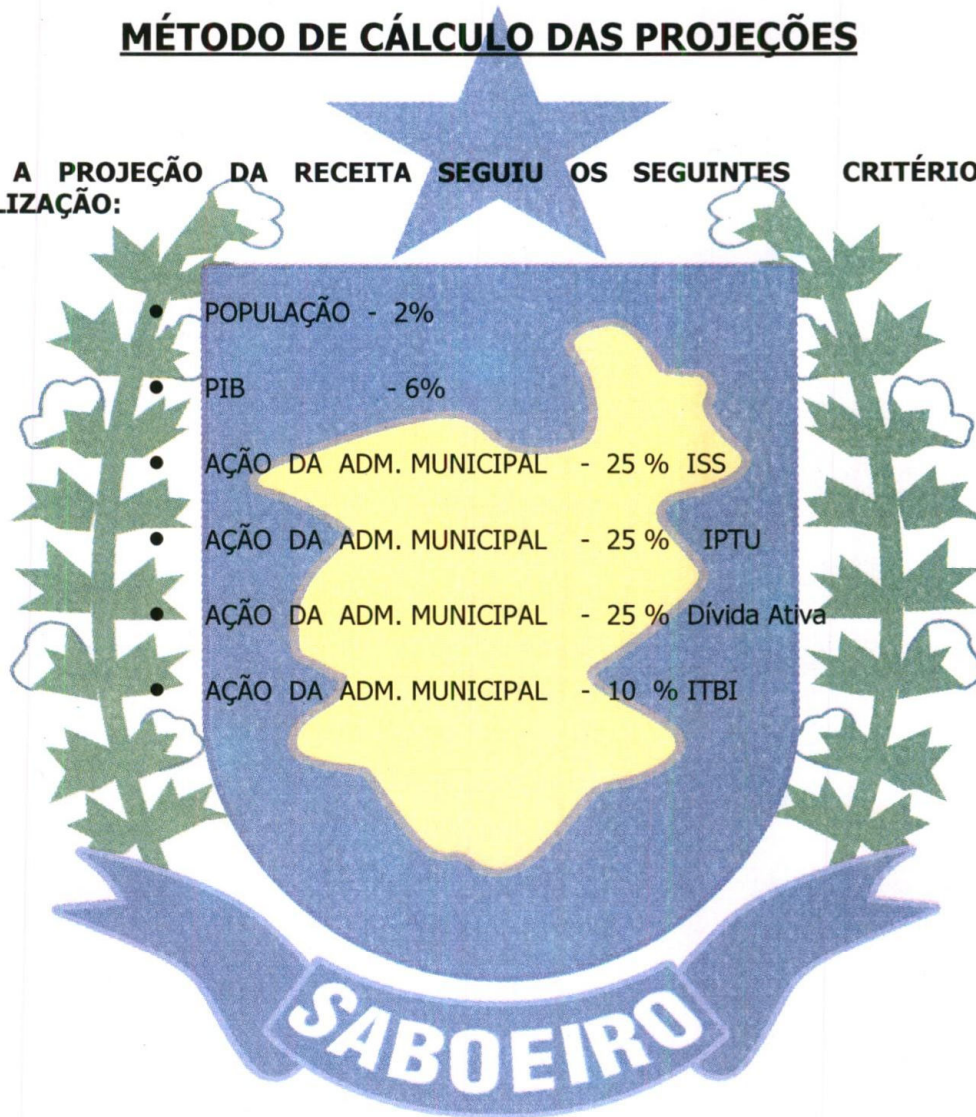 MÉTODO DE CÁLCULO DAS PROJEÇÕES
A PROJEÇÃO DA RECEITA SEGUIU OS SEGUINTES CRITÉRIO
LIZAÇÃO:
• POPULAÇÃO - 2%
• PIB - 6%
• AÇÃO DA ADM. MUNICIPAL - 25 % ISS
• AÇÃO DA ADM. MUNICIPAL - 25 % IPTU
• AÇÃO DA ADM. MUNICIPAL - 25 % Dívida Ativa
• AÇÃO DA ADM. MUNICIPAL - 10 % ITBI
SABOEIRO